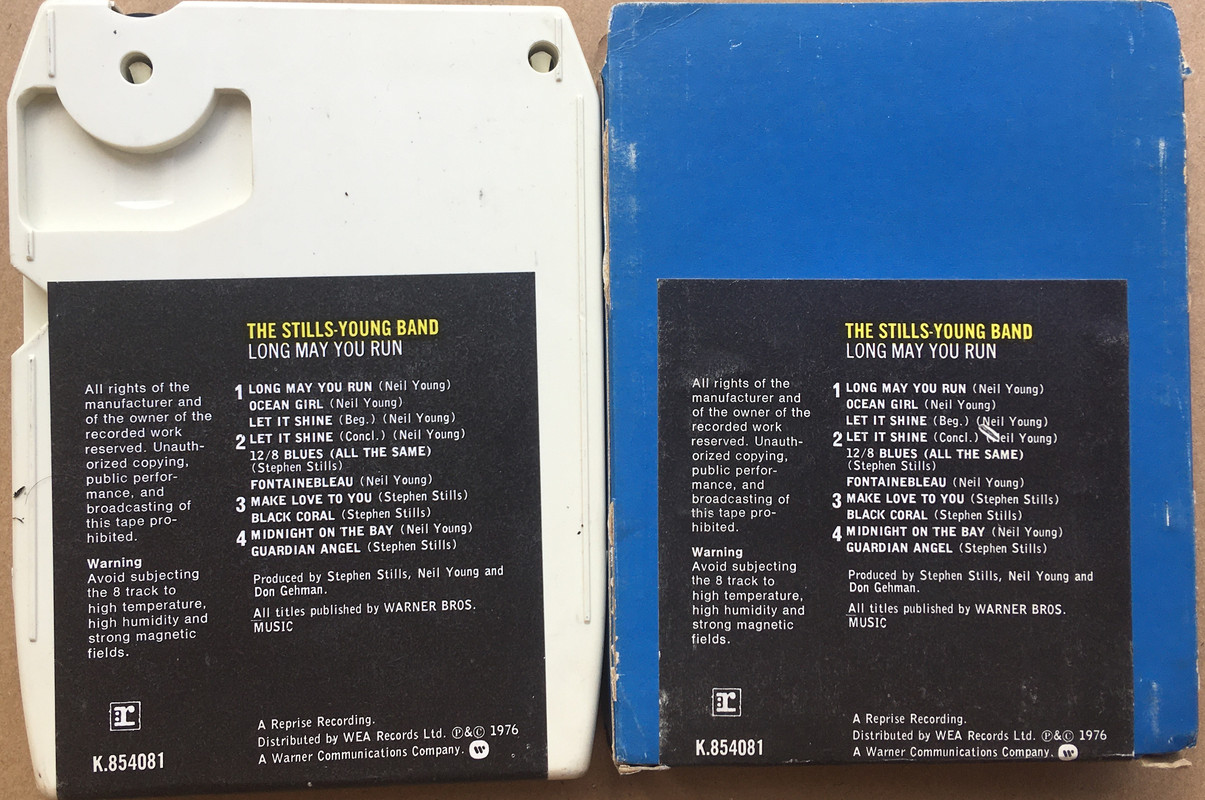 THE STILLS-YOUNG BAND
LONG MAY YOU RUN
All rights of the
manufacturer and
of the owner of the
recorded work
reserved. Unauth-
orized copying,
public perfor-
mance, and
broadcasting of
this tape pro-
hibited.
Warning
Avoid subjecting
the 8 track to
high temperature,
high humidity and
strong magnetic
fields.
1 LONG MAY YOU RUN (Neil Young)
OCEAN GIRL (Neil Young)
LET IT SHINE (Beg.) (Neil Young)
2 LET IT SHINE (Concl.) (Neil Young)
12/8 BLUES (ALL THE SAME)
(Stephen Stills)
FONTAINEBLEAU (Neil Young)
3 MAKE LOVE TO YOU (Stephen Stills)
BLACK CORAL (Stephen Stills)
4 MIDNIGHT ON THE BAY (Neil Young)
GUARDIAN ANGEL (Stephen Stills)
Produced by Stephen Stills, Neil Young and
Don Gehman.
All titles published by WARNER BROS.
MUSIC
r
K.854081
A Reprise Recording.
Distributed by WEA Records Ltd. ℗&© 1976
A Warner Communications Company.
THE STILLS-YOUNG BAND
LONG MAY YOU RUN
All rights of the
manufacturer and
of the owner of the
recorded work
reserved. Unauth-
orized copying,
public perfor-
mance, and
broadcasting of
this tape pro-
hibited.
Warning
Avoid subjecting
the 8 track to
high temperature,
high humidity and
strong magnetic
fields.
1 LONG MAY YOU RUN (Neil Young)
OCEAN GIRL (Neil Young)
LET IT SHINE (Beg.) (Neil Young)
2 LET IT SHINE (Concl.) (Neil Young)
12/8 BLUES (ALL THE SAME)
(Stephen Stills)
FONTAINEBLEAU (Neil Young)
3 MAKE LOVE TO YOU (Stephen Stills)
BLACK CORAL (Stephen Stills)
4 MIDNIGHT ON THE BAY (Neil Young)
GUARDIAN ANGEL (Stephen Stills)
Produced by Stephen Stills, Neil Young and
Don Gehman.
All titles published by WARNER BROS.
MUSIC
r
K.854081
A Reprise Recording.
Distributed by WEA Records Ltd. ℗&© 1976
A Warner Communications Company.